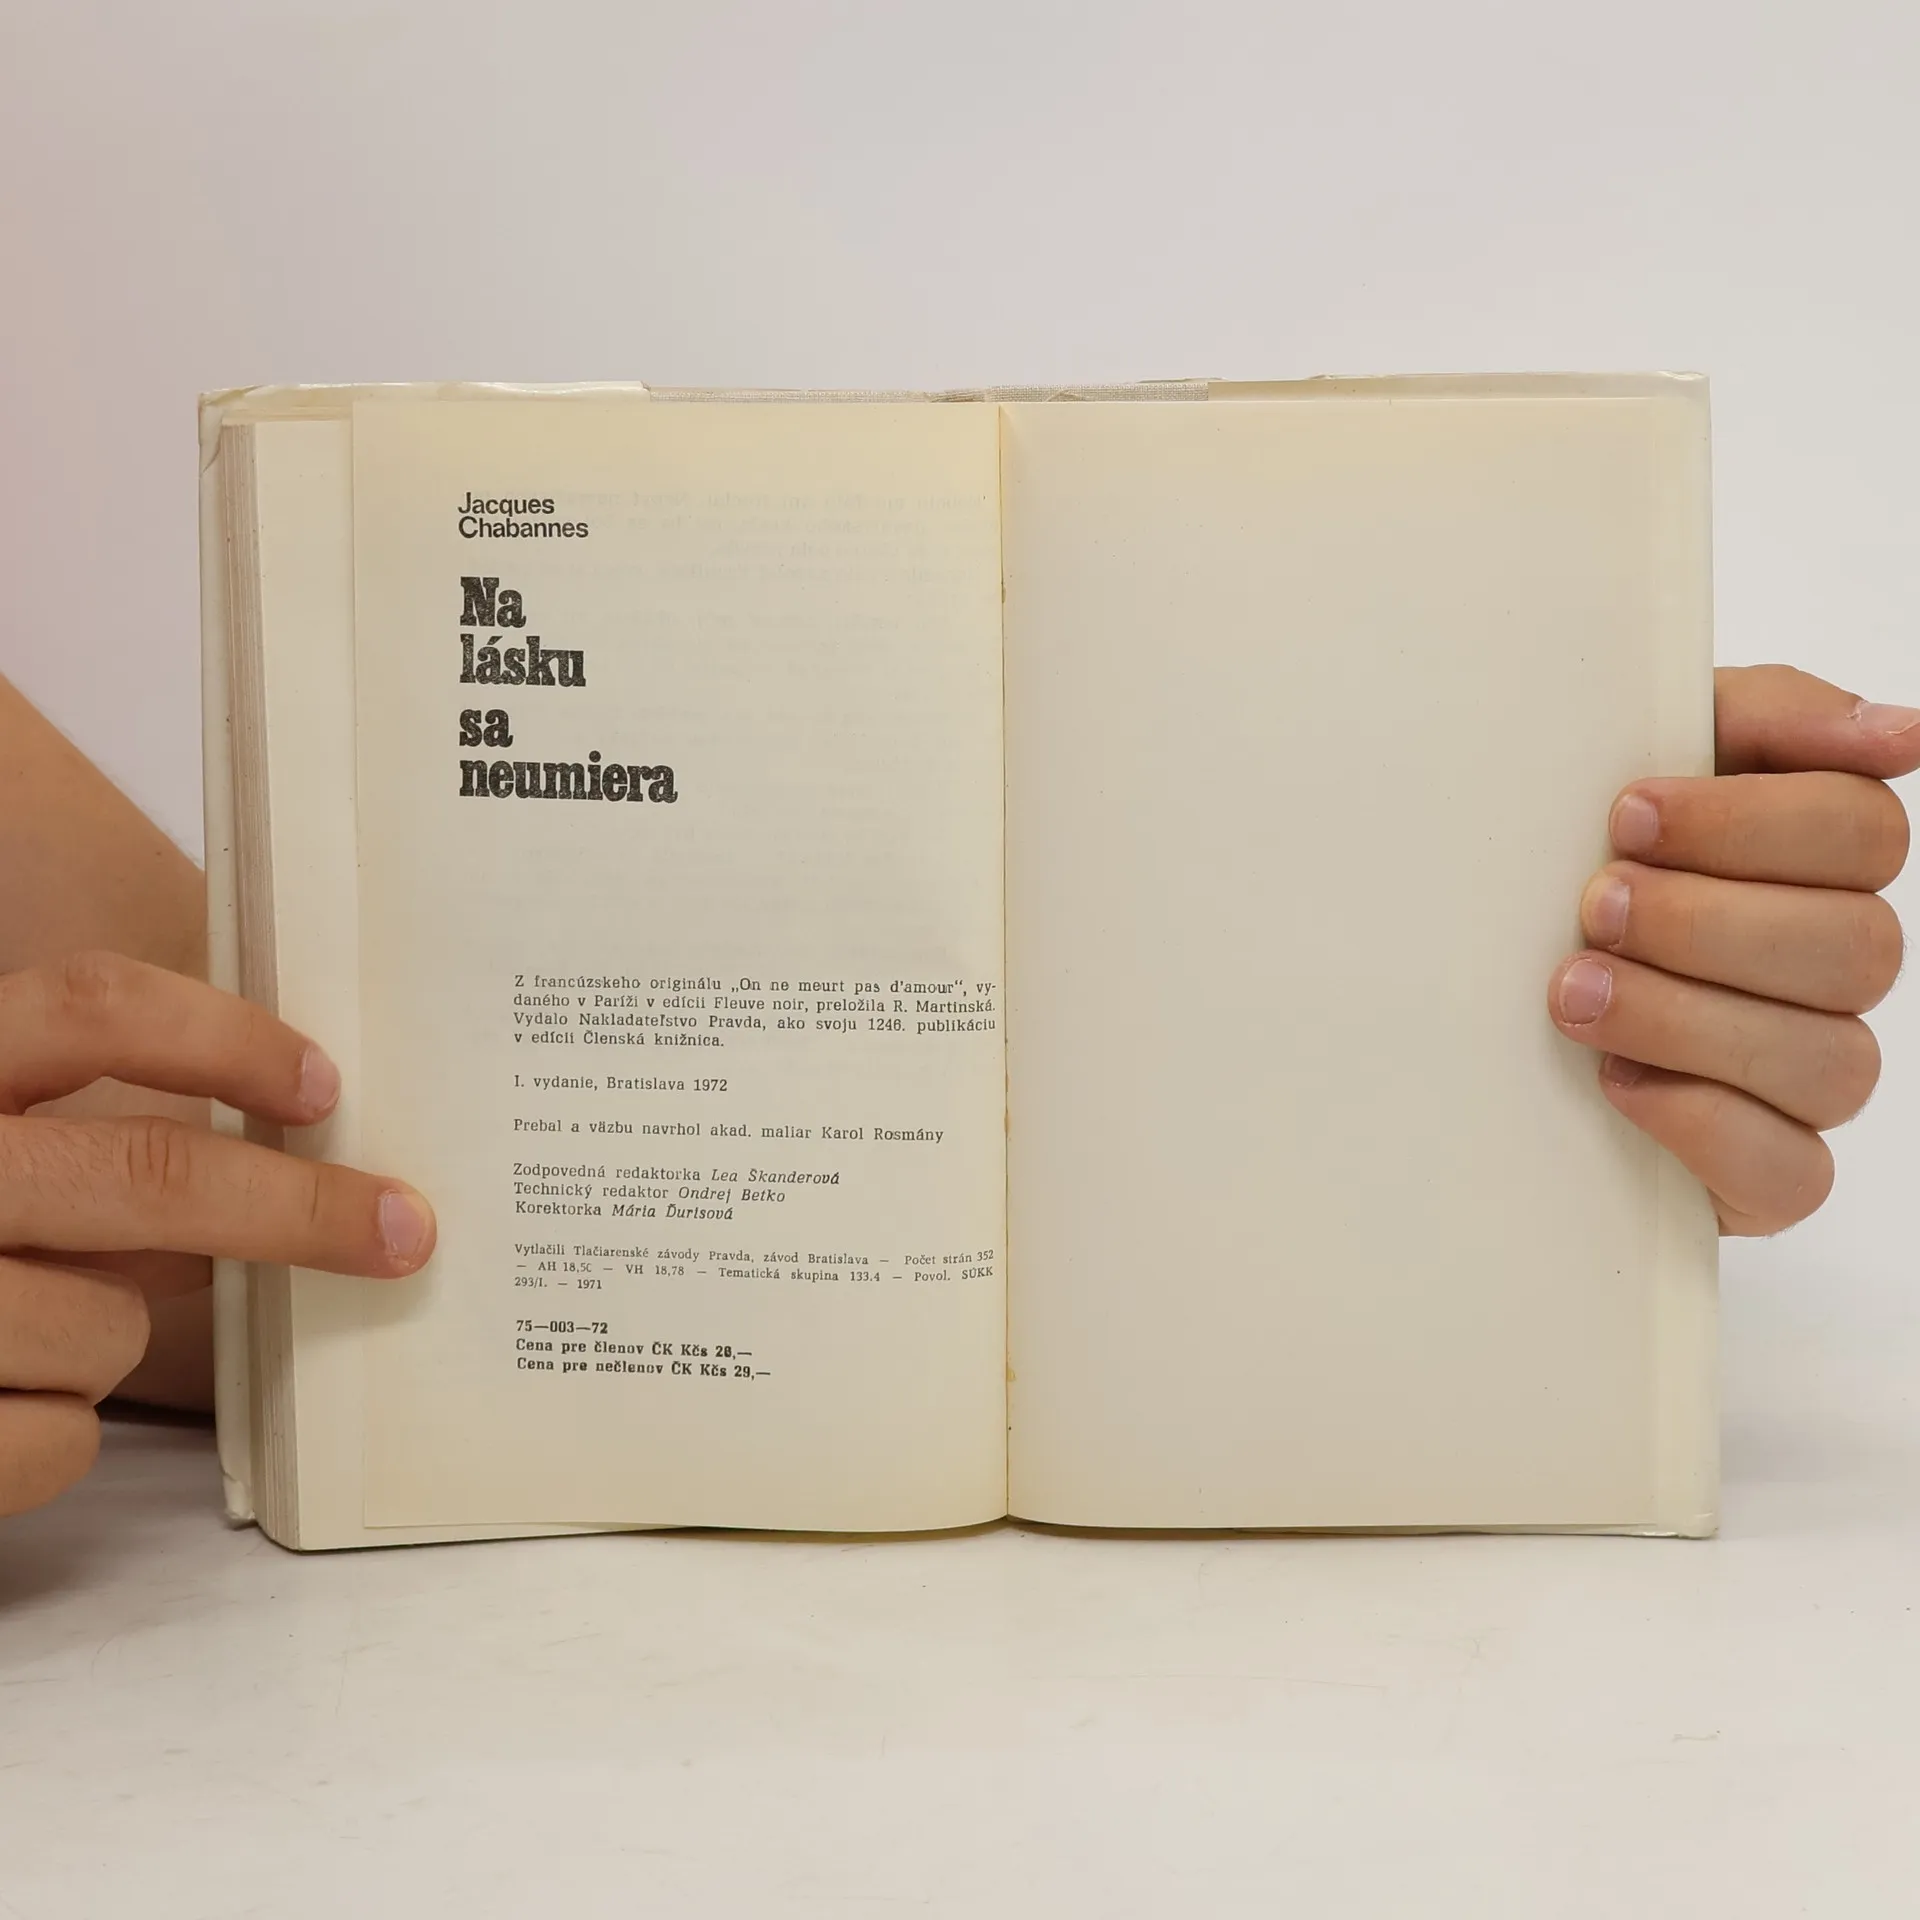 Jacques
Chabannes
Na
lásku
sa
neumiera
Z francúzskeho originálu „On ne meurt pas d'amour“, vy-
daného v Paríži v edícii Fleuve noir, preložila R. Martinská.
Vydalo Nakladateľstvo Pravda, ako svoju 1246. publikáciu
v edícii Členská knižnica.
I. vydanie, Bratislava 1972
Prebal a väzbu navrhol akad. maliar Karol Rosmány
Zodpovedná redaktorka Lea Škanderová
Technický redaktor Ondrej Beťko
Korektorka Mária Ďurisová
Vytlačili Tlačiarenské závody Pravda, závod Bratislava — Počet strán 352
— AH 18,50 — VH 18,78 — Tematická skupina 133.4 — Povol. SÚKK
293/I. — 1971
75—003—72
Cena pre členov ČK Kčs 20,—
Cena pre nečlenov ČK Kčs 29,—